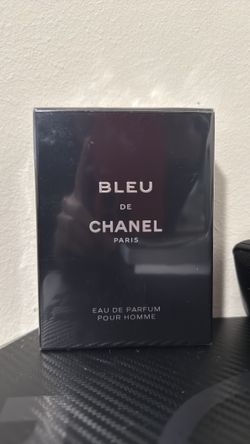 BLEU
DE
CHANEL
PARIS
EAU DE PARFUM
POUR HOMME